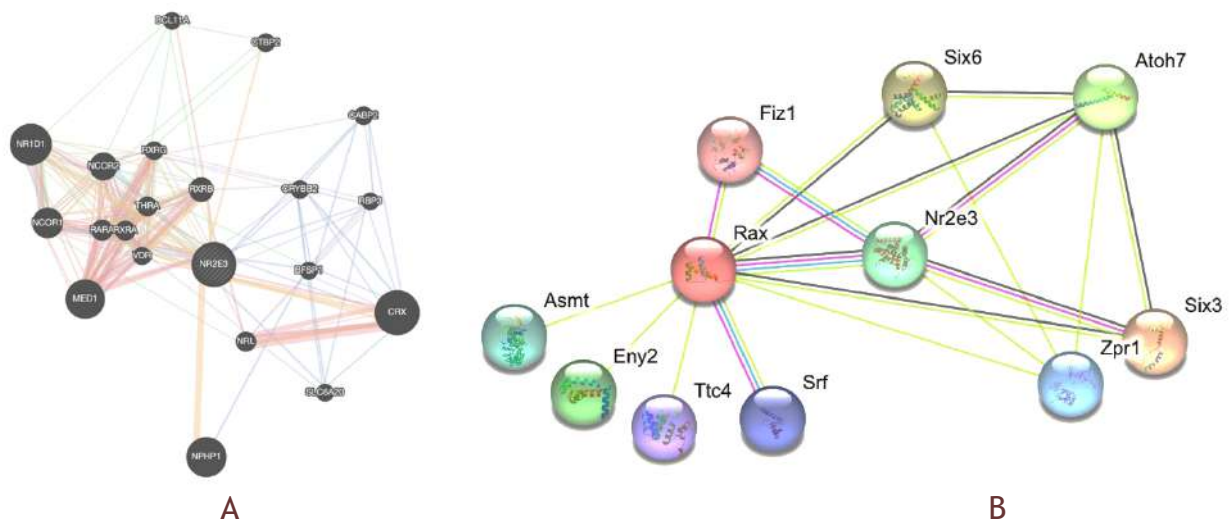 BCL11A
CTBP2
CABP2
NR1D1
NCOR2
RXRG
CRYBB2
RBP3
RXRB
THRA
NCOR1
RARA
RXRA
VDR
NR2E3
BFSP1
MED1
CRX
NRL
SLC6A20
NPHP1
A
Six6
Atoh7
Fiz1
Nr2e3
Rax
Six3
Asmt
Zpr1
Eny2
Ttc4
Srf
B